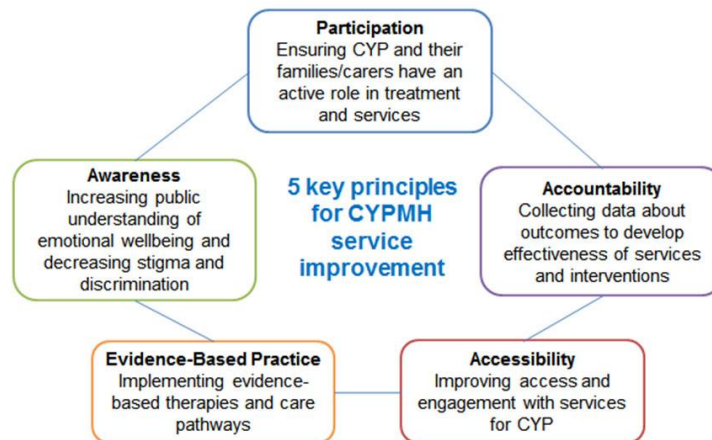 Participation
Ensuring CYP and their
families/carers have an
active role in treatment
and services
Awareness
Increasing public
understanding of
emotional wellbeing and
decreasing stigma and
discrimination
5 key principles
for CYPMH
service
improvement
Accountability
Collecting data about
outcomes to develop
effectiveness of services
and interventions
Evidence-Based Practice
Implementing evidence-
based therapies and care
pathways
Accessibility
Improving access and
engagement with services
for CYP